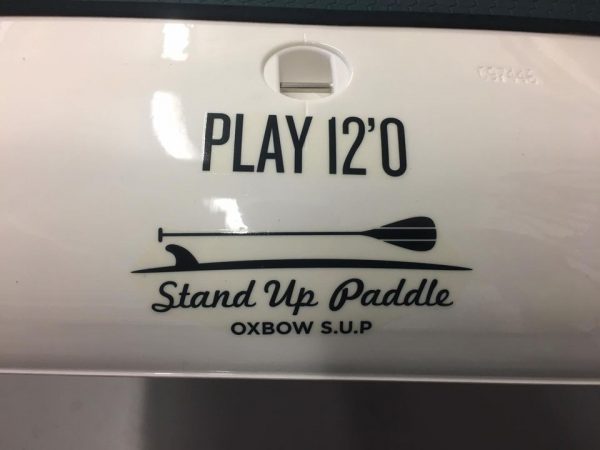 PLAY 12'0
Stand Up Paddle
OXBOW S.U.P